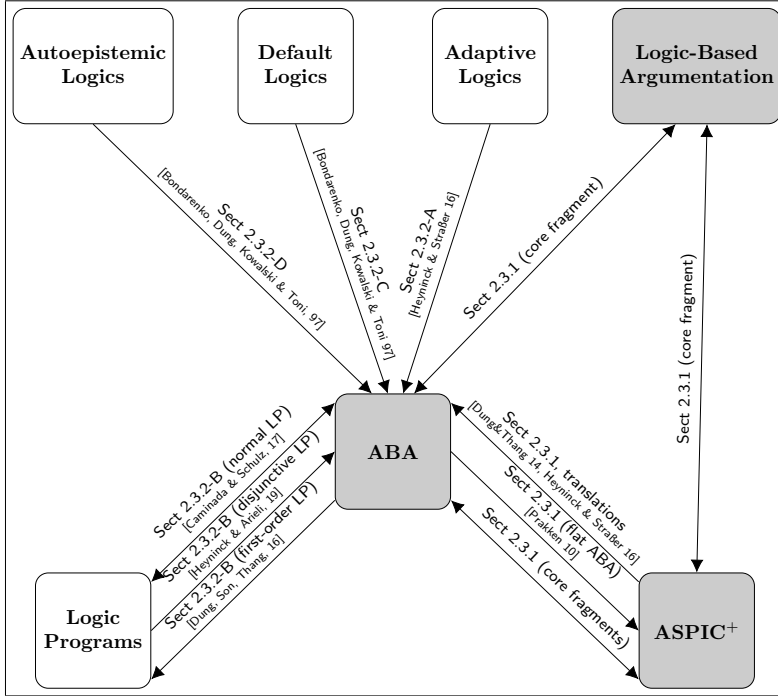 Autoepistemic
Logics
Default
Logics
Adaptive
Logics
Logic-Based
Argumentation
Sect 2.3.2-D
[Bondarenko, Dung, Kowalski & Toni, 97]
Sect 2.3.2-C
[Bondarenko, Dung, Kowalski & Toni 97]
Sect 2.3.2-A
[Heyninck & Straßer 16]
Sect 2.3.1 (core fragment)
Sect 2.3.1 (core fragment)
ABA
Sect 2.3.2-B (normal LP)
[Caminada & Schulz, 17]
Sect 2.3.2-B (disjunctive LP)
[Heyninck & Arieli, 19]
Sect 2.3.2-B (first-order LP)
[Dung, Son, Thang, 16]
Sect 2.3.1, translations
[Dung&Thang 14, Heyninck & Straßer 16]
Sect 2.3.1 (flat ABA)
[Prakken 10]
Sect 2.3.1 (core fragments)
Logic
Programs
ASPIC⁺